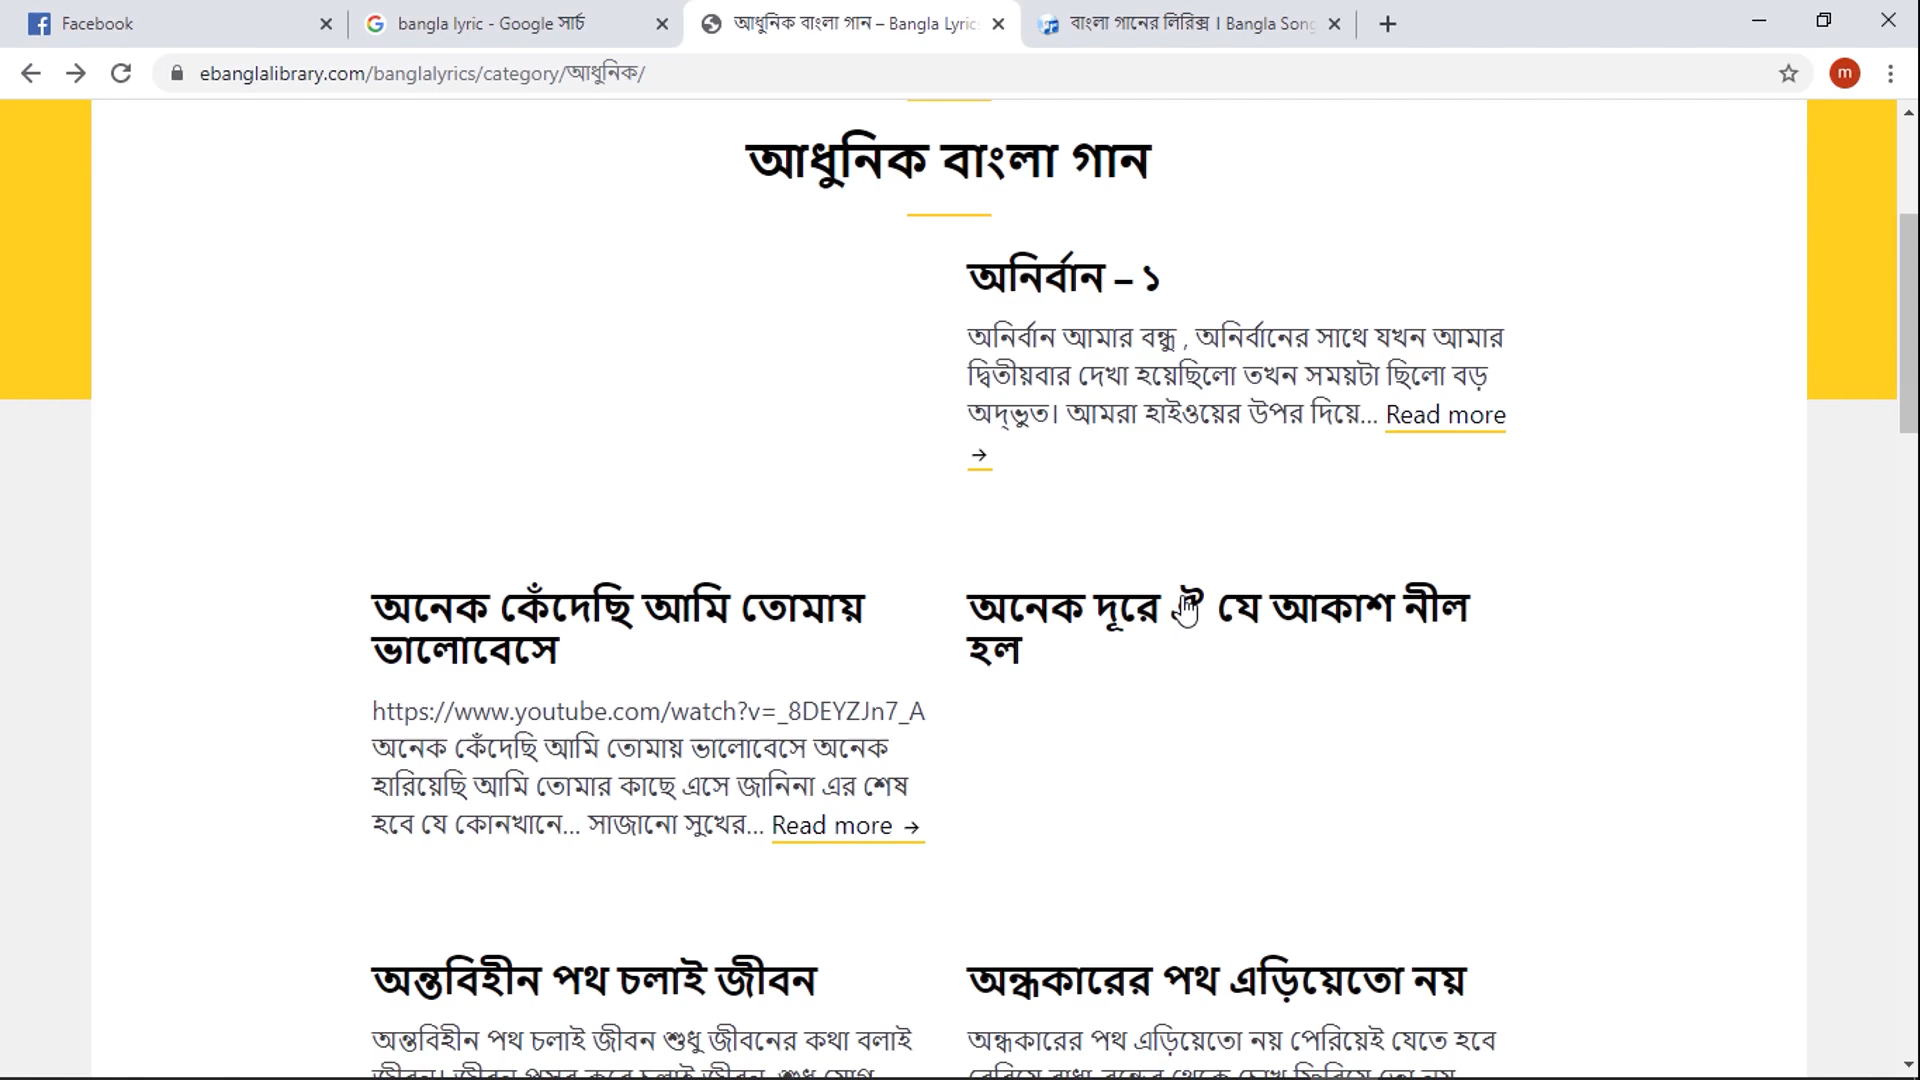 Facebook
bangla lyric - Google সার্চ
আধুনিক বাংলা গান – Bangla Lyric
বাংলা গানের লিরিক্স । Bangla Song
ebanglalibrary.com/banglalyrics/category/আধুনিক/
m
আধুনিক বাংলা গান
অনির্বান – ১
অনির্বান আমার বন্ধু , অনির্বানের সাথে যখন আমার
দ্বিতীয়বার দেখা হয়েছিলো তখন সময়টা ছিলো বড়
অদ্ভুত। আমরা হাইওয়ের উপর দিয়ে... Read more
→
অনেক কেঁদেছি আমি তোমায়
ভালোবেসে
https://www.youtube.com/watch?v=_8DEYZJn7_A
অনেক কেঁদেছি আমি তোমায় ভালোবেসে অনেক
হারিয়েছি আমি তোমার কাছে এসে জানিনা এর শেষ
হবে যে কোনখানে... সাজানো সুখের... Read more →
অনেক দূরে যে আকাশ নীল
হল
অন্তবিহীন পথ চলাই জীবন
অন্তবিহীন পথ চলাই জীবন শুধু জীবনের কথা বলাই
অন্ধকারের পথ এড়িয়েতো নয়
অন্ধকারের পথ এড়িয়েতো নয় পেরিয়েই যেতে হবে